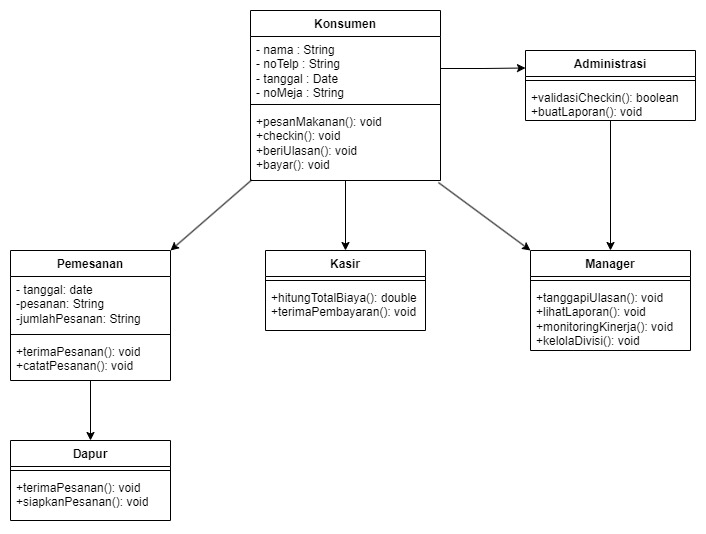 Konsumen
- nama : String
- noTelp : String
- tanggal : Date
- noMeja : String
+pesanMakanan(): void
+checkin(): void
+beriUlasan(): void
+bayar(): void
Administrasi
+validasiCheckin(): boolean
+buatLaporan(): void
Pemesanan
- tanggal: date
-pesanan: String
-jumlahPesanan: String
+terimaPesanan(): void
+catatPesanan(): void
Kasir
+hitungTotalBiaya(): double
+terimaPembayaran(): void
Manager
+tanggapiUlasan(): void
+lihatLaporan(): void
+monitoringKinerja(): void
+kelolaDivisi(): void
Dapur
+terimaPesanan(): void
+siapkanPesanan(): void